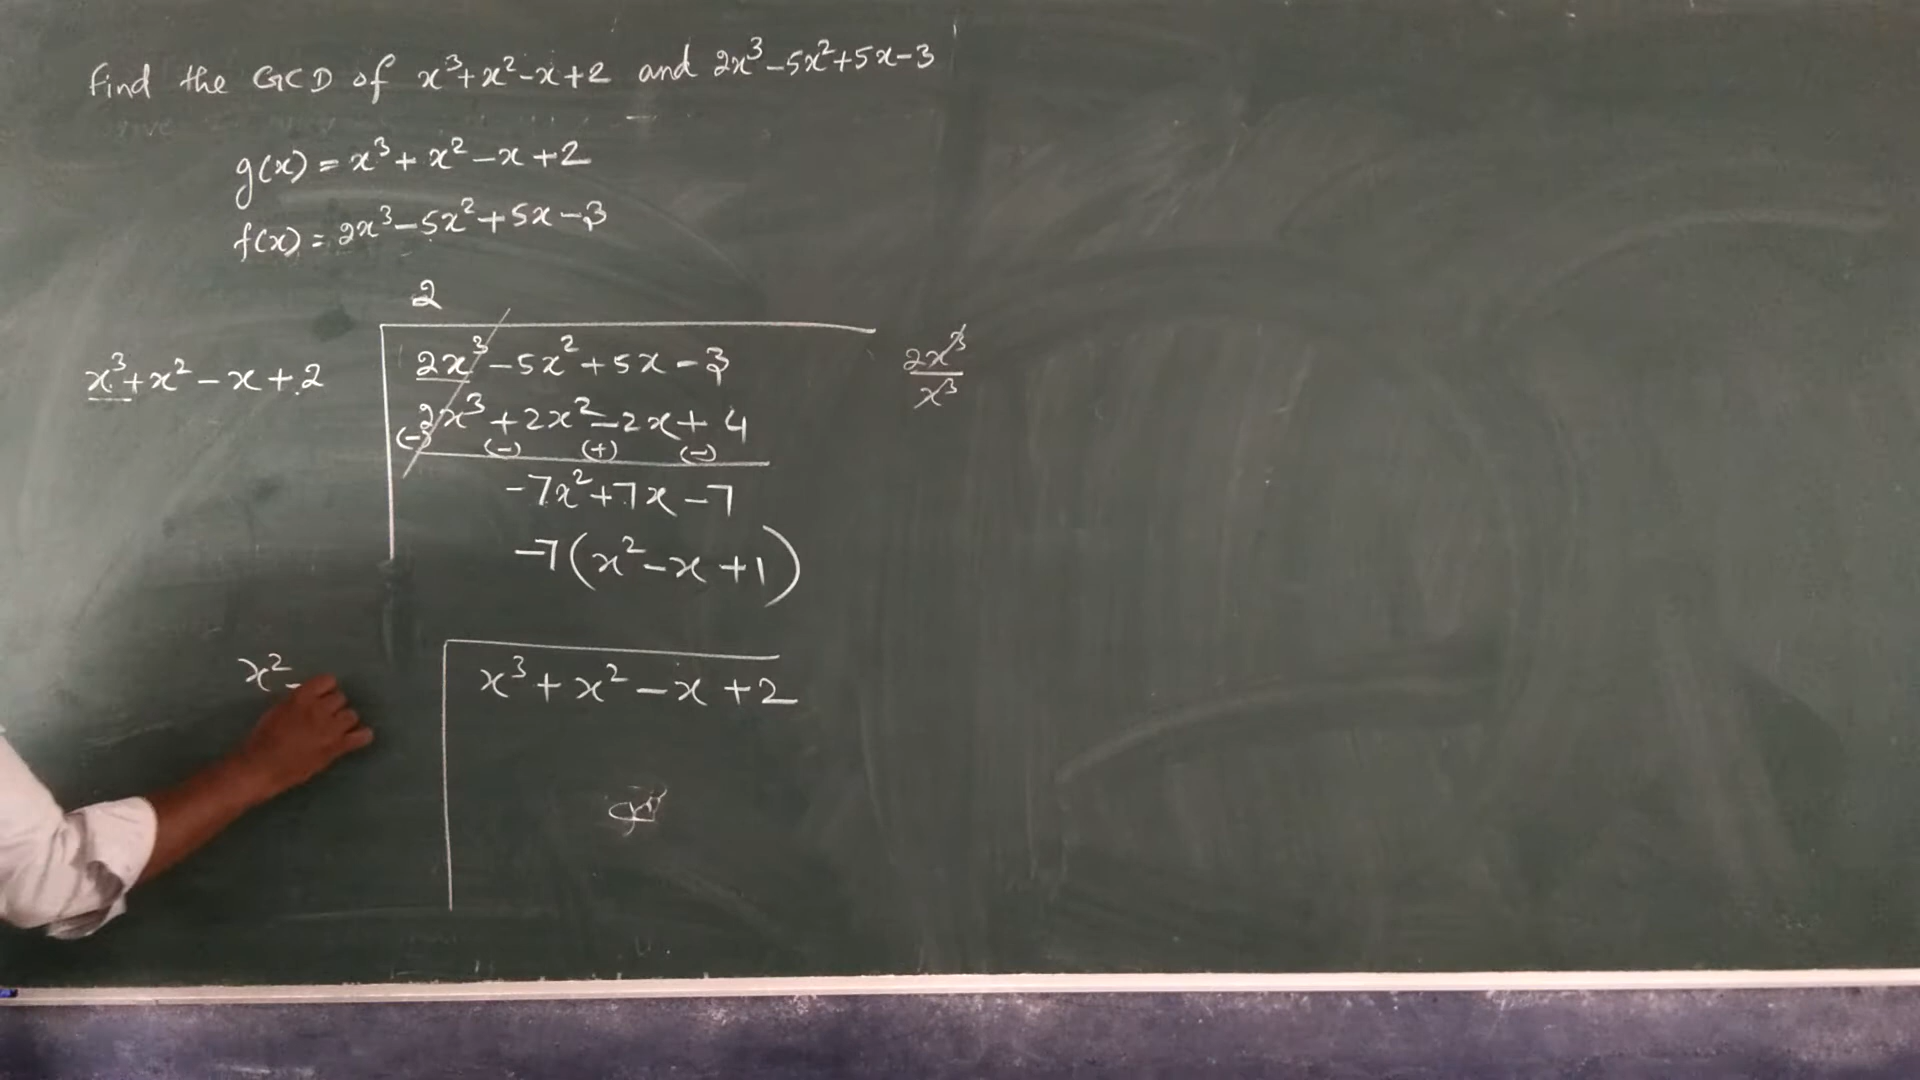 Find the GCD of x³+x²-x+2 and 2x³-5x²+5x-3
g(x) = x³+x²-x+2
f(x) = 2x³-5x²+5x-3
2
x³+x²-x+2
2x³-5x²+5x-3
2x³/x³
2x³+2x²-2x+4
(-) (-) (+) (-)
-7x²+7x-7
-7(x²-x+1)
x²-
x³+x²-x+2